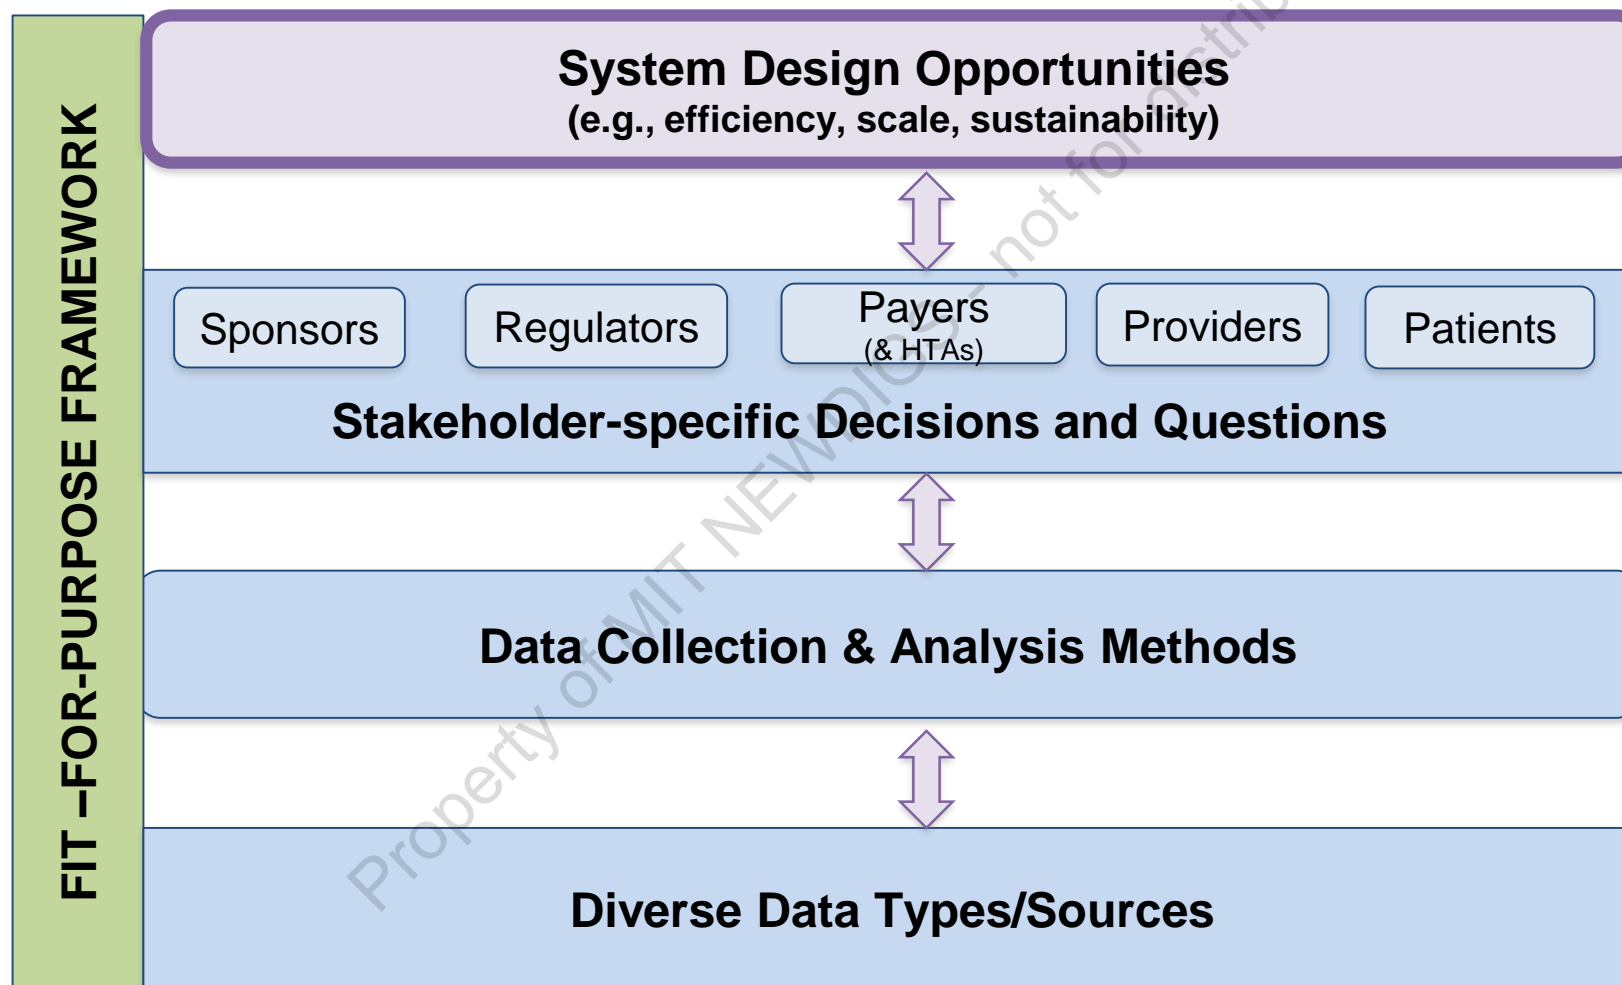 FIT –FOR-PURPOSE FRAMEWORK
System Design Opportunities
(e.g., efficiency, scale, sustainability)
Sponsors
Regulators
Payers
(& HTAs)
Providers
Patients
Stakeholder-specific Decisions and Questions
Data Collection & Analysis Methods
Diverse Data Types/Sources
Property of MIT NEWDIGS - not for distrib